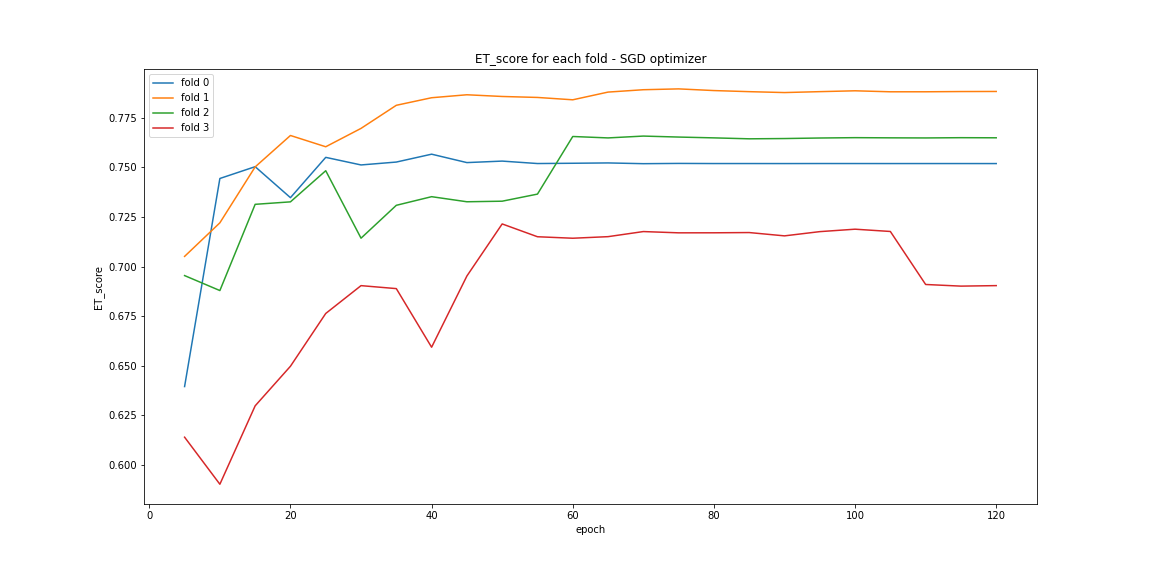 ET_score for each fold - SGD optimizer
fold 0
fold 1
fold 2
fold 3
0.775
0.750
0.725
0.700
0.675
0.650
0.625
0.600
ET_score
0 20 40 60 80 100 120
epoch